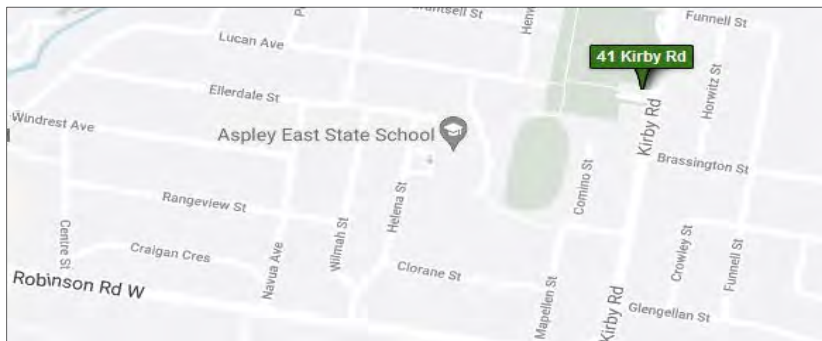 Funnell St
Lucan Ave
41 Kirby Rd
Horwitz St
Ellerdale St
Windrest Ave
Aspley East State School
Kirby Rd
Brassington St
Comino St
Rangeview St
Helena St
Centre St
Craigan Cres
Navua Ave
Wilmah St
Clorane St
Crowley St
Funnell St
Robinson Rd W
Mapellen St
Kirby Rd
Glengellan St